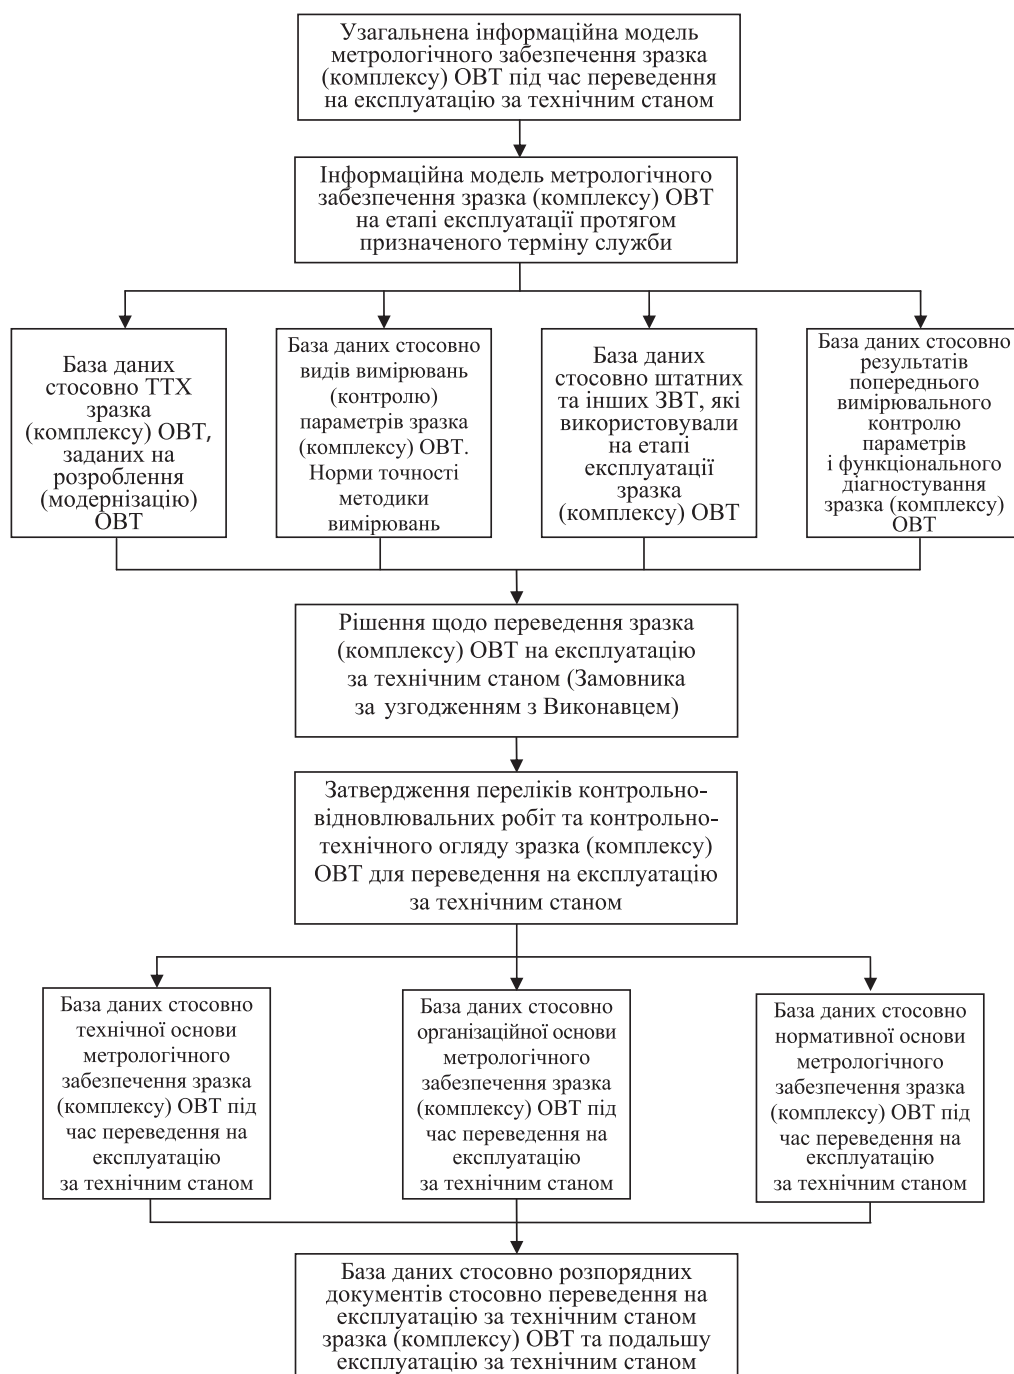 Узагальнена інформаційна модель
метрологічного забезпечення зразка
(комплексу) ОВТ під час переведення
на експлуатацію за технічним станом
Інформаційна модель метрологічного
забезпечення зразка (комплексу) ОВТ
на етапі експлуатації протягом
призначеного терміну служби
База даних
стосовно ТТХ
зразка
(комплексу) ОВТ,
заданих на
розроблення
(модернізацію)
ОВТ
База даних стосовно
видів вимірювань
(контролю)
параметрів зразка
(комплексу) ОВТ.
Норми точності
методики
вимірювань
База даних
стосовно штатних
та інших ЗВТ, які
використовували
на етапі
експлуатації
зразка
(комплексу) ОВТ
База даних стосовно
результатів
попереднього
вимірювального
контролю
параметрів
і функціонального
діагностування
зразка (комплексу)
ОВТ
Рішення щодо переведення зразка
(комплексу) ОВТ на експлуатацію
за технічним станом (Замовника
за узгодженням з Виконавцем)
Затвердження переліків контрольно-
відновлювальних робіт та контрольно-
технічного огляду зразка (комплексу)
ОВТ для переведення на експлуатацію
за технічним станом
База даних стосовно
технічної основи
метрологічного
забезпечення зразка
(комплексу) ОВТ під
час переведення на
експлуатацію
за технічним станом
База даних стосовно
організаційної основи
метрологічного
забезпечення зразка
(комплексу) ОВТ під
час переведення на
експлуатацію
за технічним станом
База даних стосовно
нормативної основи
метрологічного
забезпечення зразка
(комплексу) ОВТ під
час переведення на
експлуатацію
за технічним станом
База даних стосовно розпорядних
документів стосовно переведення на
експлуатацію за технічним станом
зразка (комплексу) ОВТ та подальшу
експлуатацію за технічним станом